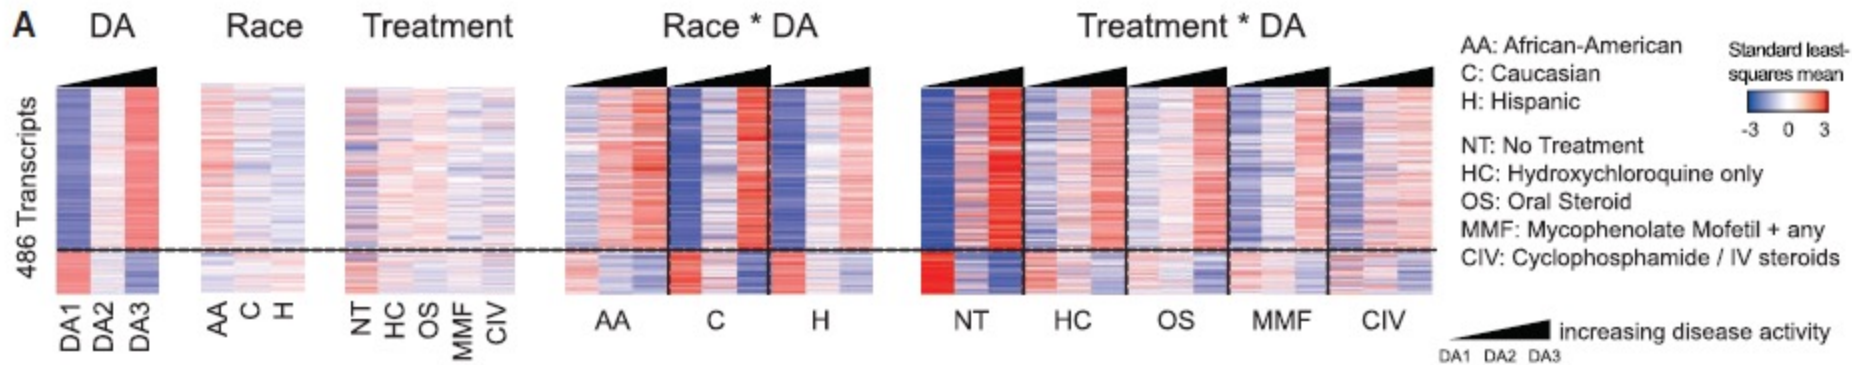 A
DA
Race
Treatment
Race * DA
Treatment * DA
486 Transcripts
DA1
DA2
DA3
AA
C
H
NT
HC
OS
MMF
CIV
AA
C
H
NT
HC
OS
MMF
CIV
AA: African-American
C: Caucasian
H: Hispanic
NT: No Treatment
HC: Hydroxychloroquine only
OS: Oral Steroid
MMF: Mycophenolate Mofetil + any
CIV: Cyclophosphamide / IV steroids
Standard least-
squares mean
-3 0 3
increasing disease activity
DA1 DA2 DA3